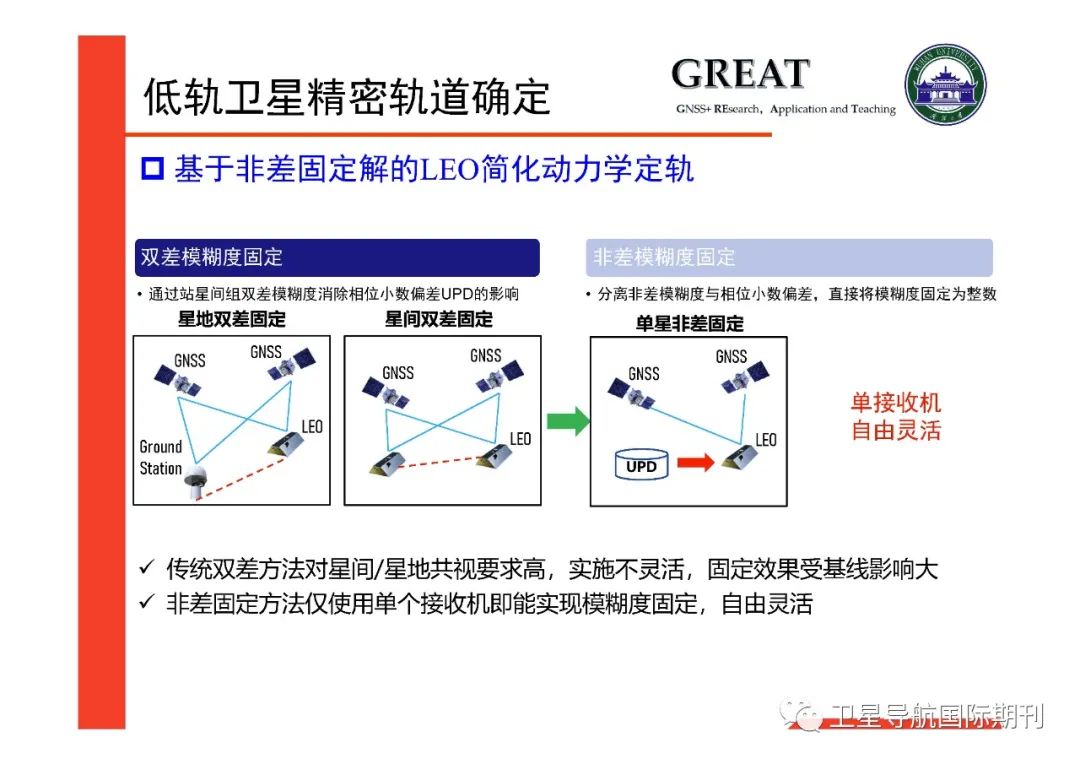 低轨卫星精密轨道确定
GREAT
GNSS+ REsearch, Application and Teaching
WUHAN UNIVERSITY
基于非差固定解的LEO简化动力学定轨
双差模糊度固定
• 通过站星间组双差模糊度消除相位小数偏差UPD的影响
星地双差固定
星间双差固定
GNSS
GNSS
LEO
Ground
Station
GNSS
GNSS
LEO
非差模糊度固定
• 分离非差模糊度与相位小数偏差，直接将模糊度固定为整数
单星非差固定
GNSS
GNSS
LEO
UPD
单接收机
自由灵活
✓ 传统双差方法对星间/星地共视要求高，实施不灵活，固定效果受基线影响大
✓ 非差固定方法仅使用单个接收机即能实现模糊度固定，自由灵活
卫星导航国际期刊